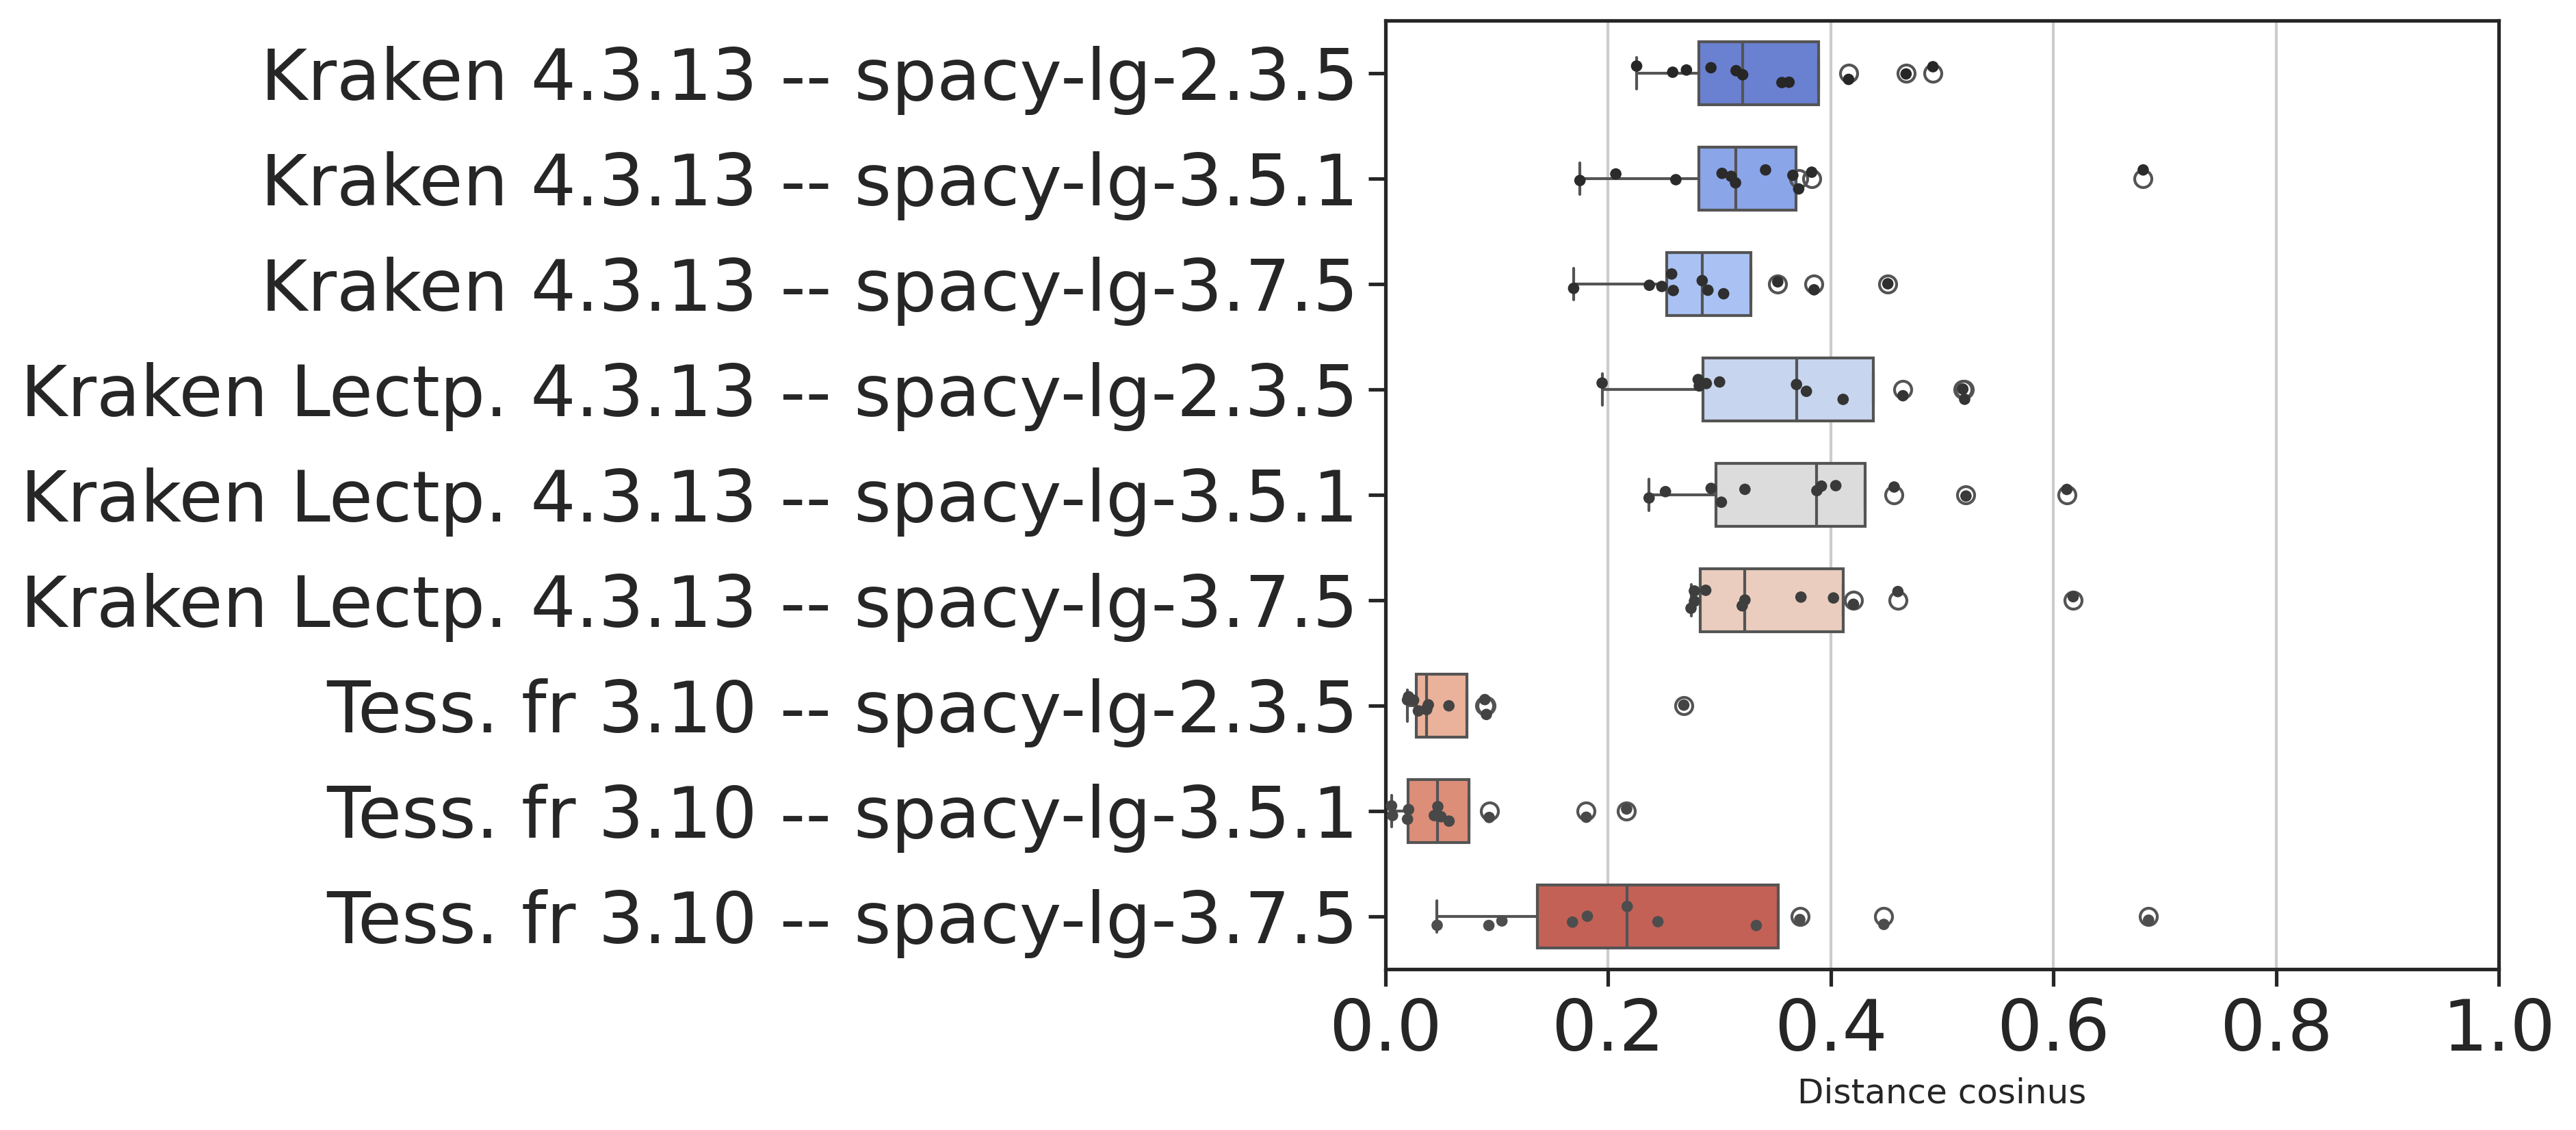 Kraken 4.3.13 -- spacy-lg-2.3.5
Kraken 4.3.13 -- spacy-lg-3.5.1
Kraken 4.3.13 -- spacy-lg-3.7.5
Kraken Lectp. 4.3.13 -- spacy-lg-2.3.5
Kraken Lectp. 4.3.13 -- spacy-lg-3.5.1
Kraken Lectp. 4.3.13 -- spacy-lg-3.7.5
Tess. fr 3.10 -- spacy-lg-2.3.5
Tess. fr 3.10 -- spacy-lg-3.5.1
Tess. fr 3.10 -- spacy-lg-3.7.5
0.0 0.2 0.4 0.6 0.8 1.0
Distance cosinus